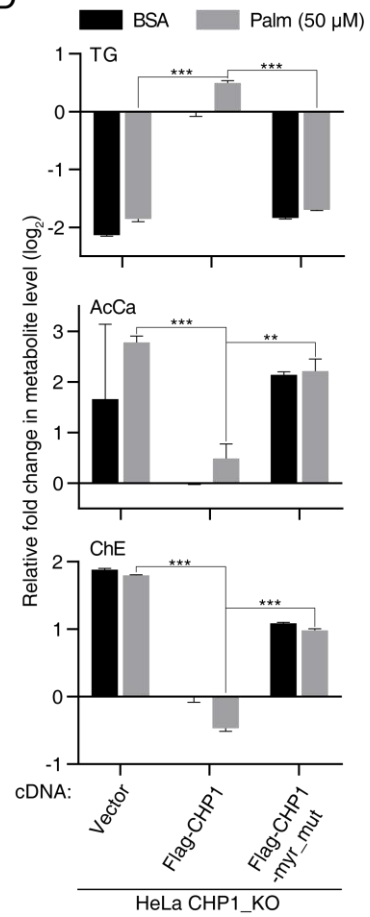 BSA Palm (50 µM)
TG
***
***
1
0
-1
-2
Relative fold change in metabolite level (log2)
AcCa
***
**
3
2
1
0
ChE
***
***
2
1
0
-1
cDNA:
Vector
Flag-CHP1
Flag-CHP1
-myr_mut
HeLa CHP1_KO